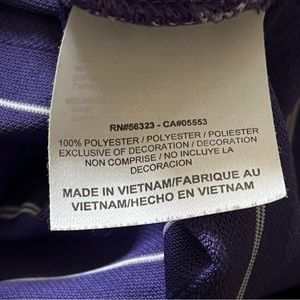 RN#56323 - CA#05553
100% POLYESTER / POLYESTER / POLIESTER
EXCLUSIVE OF DECORATION / DECORATION
NON COMPRISE / NO INCLUYE LA
DECORACION
MADE IN VIETNAM/FABRIQUE AU
VIETNAM/HECHO EN VIETNAM